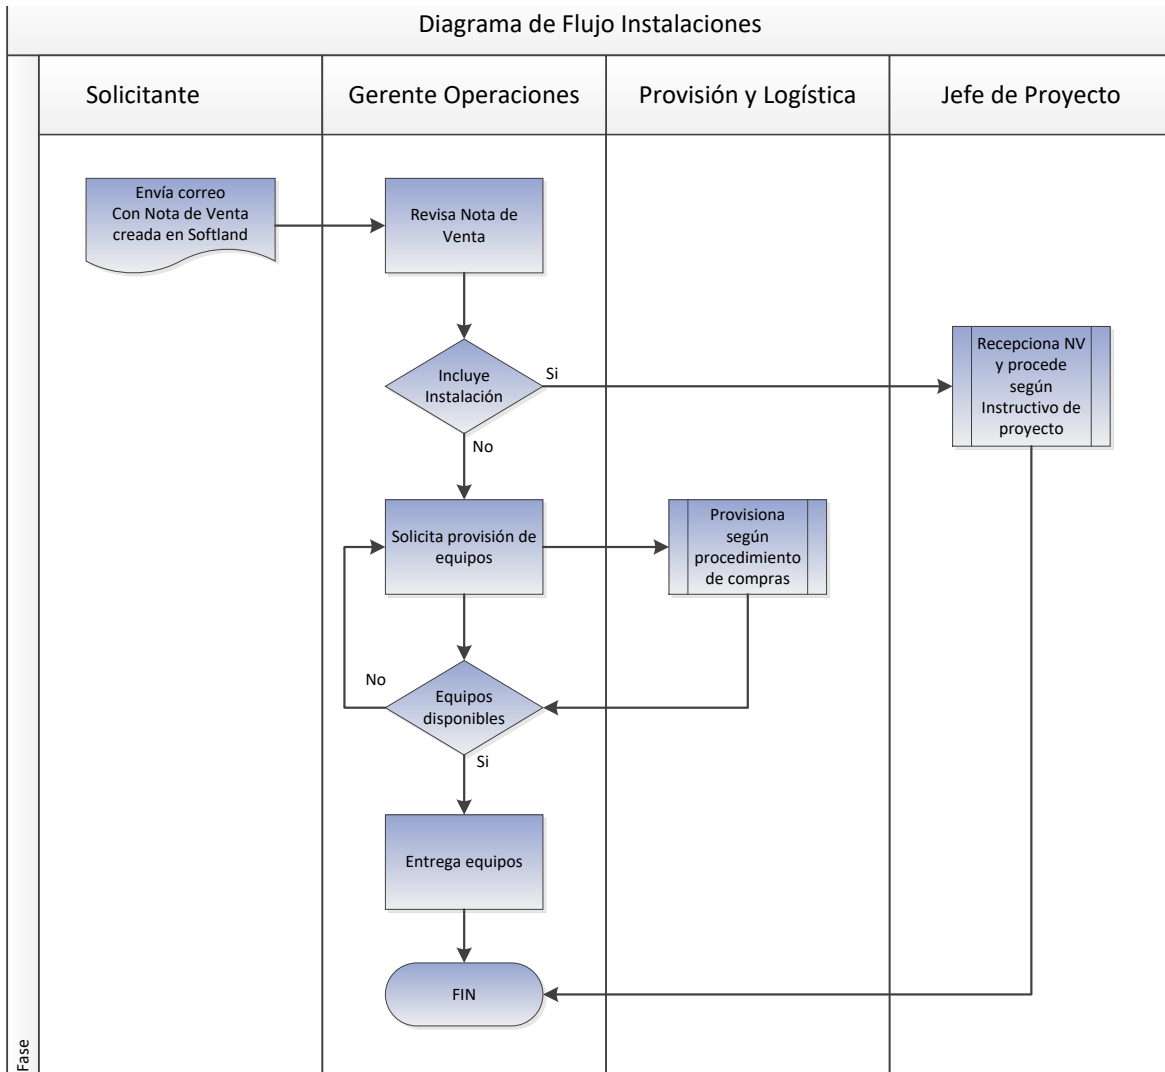 Diagrama de Flujo Instalaciones
Solicitante
Gerente Operaciones
Provisión y Logística
Jefe de Proyecto
Envía correo
Con Nota de Venta
creada en Softland
Revisa Nota de
Venta
Incluye
Instalación
Si
Recepciona NV
y procede
según
Instructivo de
proyecto
No
Solicita provisión de
equipos
Provisiona
según
procedimiento
de compras
No
Equipos
disponibles
Si
Entrega equipos
FIN
Fase